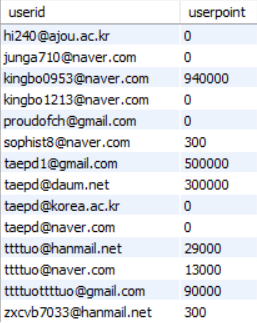 userid userpoint
hi240@ajou.ac.kr 0
junga710@naver.com 0
kingbo0953@naver.com 940000
kingbo1213@naver.com 0
proudofch@gmail.com 0
sophist8@naver.com 300
taepd1@gmail.com 500000
taepd@daum.net 300000
taepd@korea.ac.kr 0
taepd@naver.com 0
ttttuo@hanmail.net 29000
ttttuo@naver.com 13000
ttttuottttuo@gmail.com 90000
zxcvb7033@hanmail.net 300